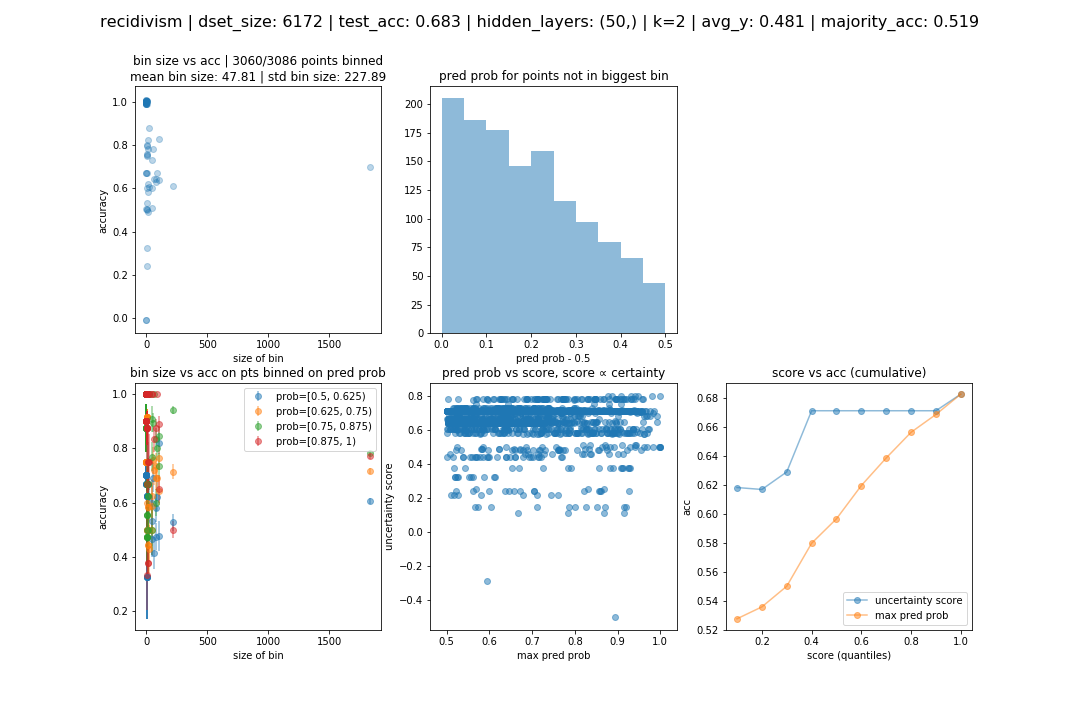 recidivism | dset_size: 6172 | test_acc: 0.683 | hidden_layers: (50,) | k=2 | avg_y: 0.481 | majority_acc: 0.519
bin size vs acc | 3060/3086 points binned
mean bin size: 47.81 | std bin size: 227.89
1.0
0.8
0.6
0.4
0.2
0.0
accuracy
0
500
1000
1500
size of bin
pred prob for points not in biggest bin
200
175
150
125
100
75
50
25
0
0.0
0.1
0.2
0.3
0.4
0.5
pred prob - 0.5
bin size vs acc on pts binned on pred prob
1.0
0.8
0.6
0.4
0.2
accuracy
prob=[0.5, 0.625)
prob=[0.625, 0.75)
prob=[0.75, 0.875)
prob=[0.875, 1)
0
500
1000
1500
size of bin
pred prob vs score, score ∝ certainty
0.8
0.6
0.4
0.2
0.0
−0.2
−0.4
uncertainty score
0.5
0.6
0.7
0.8
0.9
1.0
max pred prob
score vs acc (cumulative)
0.68
0.66
0.64
0.62
0.60
0.58
0.56
0.54
0.52
acc
uncertainty score
max pred prob
0.2
0.4
0.6
0.8
1.0
score (quantiles)